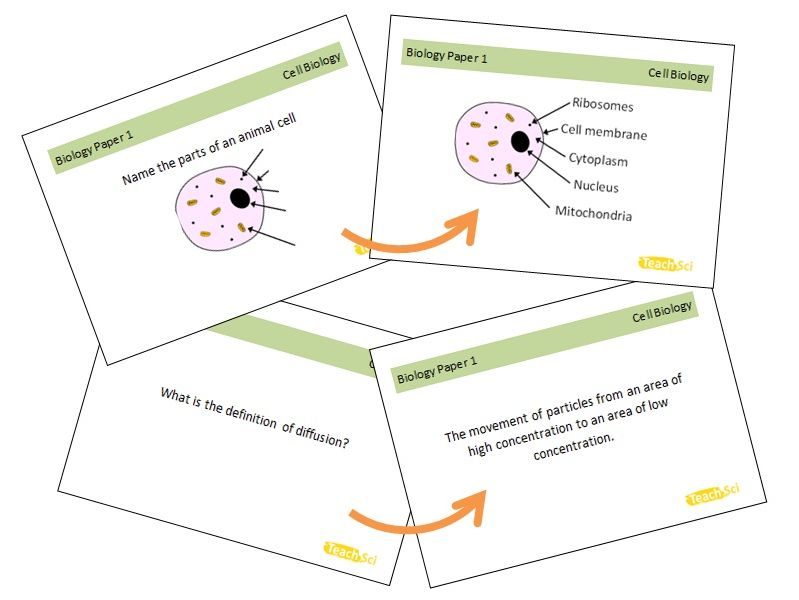 Biology Paper 1
Cell Biology
Name the parts of an animal cell
Biology Paper 1
Cell Biology
Ribosomes
Cell membrane
Cytoplasm
Nucleus
Mitochondria
TeachSci
What is the definition of diffusion?
TeachSci
Biology Paper 1
Cell Biology
The movement of particles from an area of
high concentration to an area of low
concentration.
TeachSci